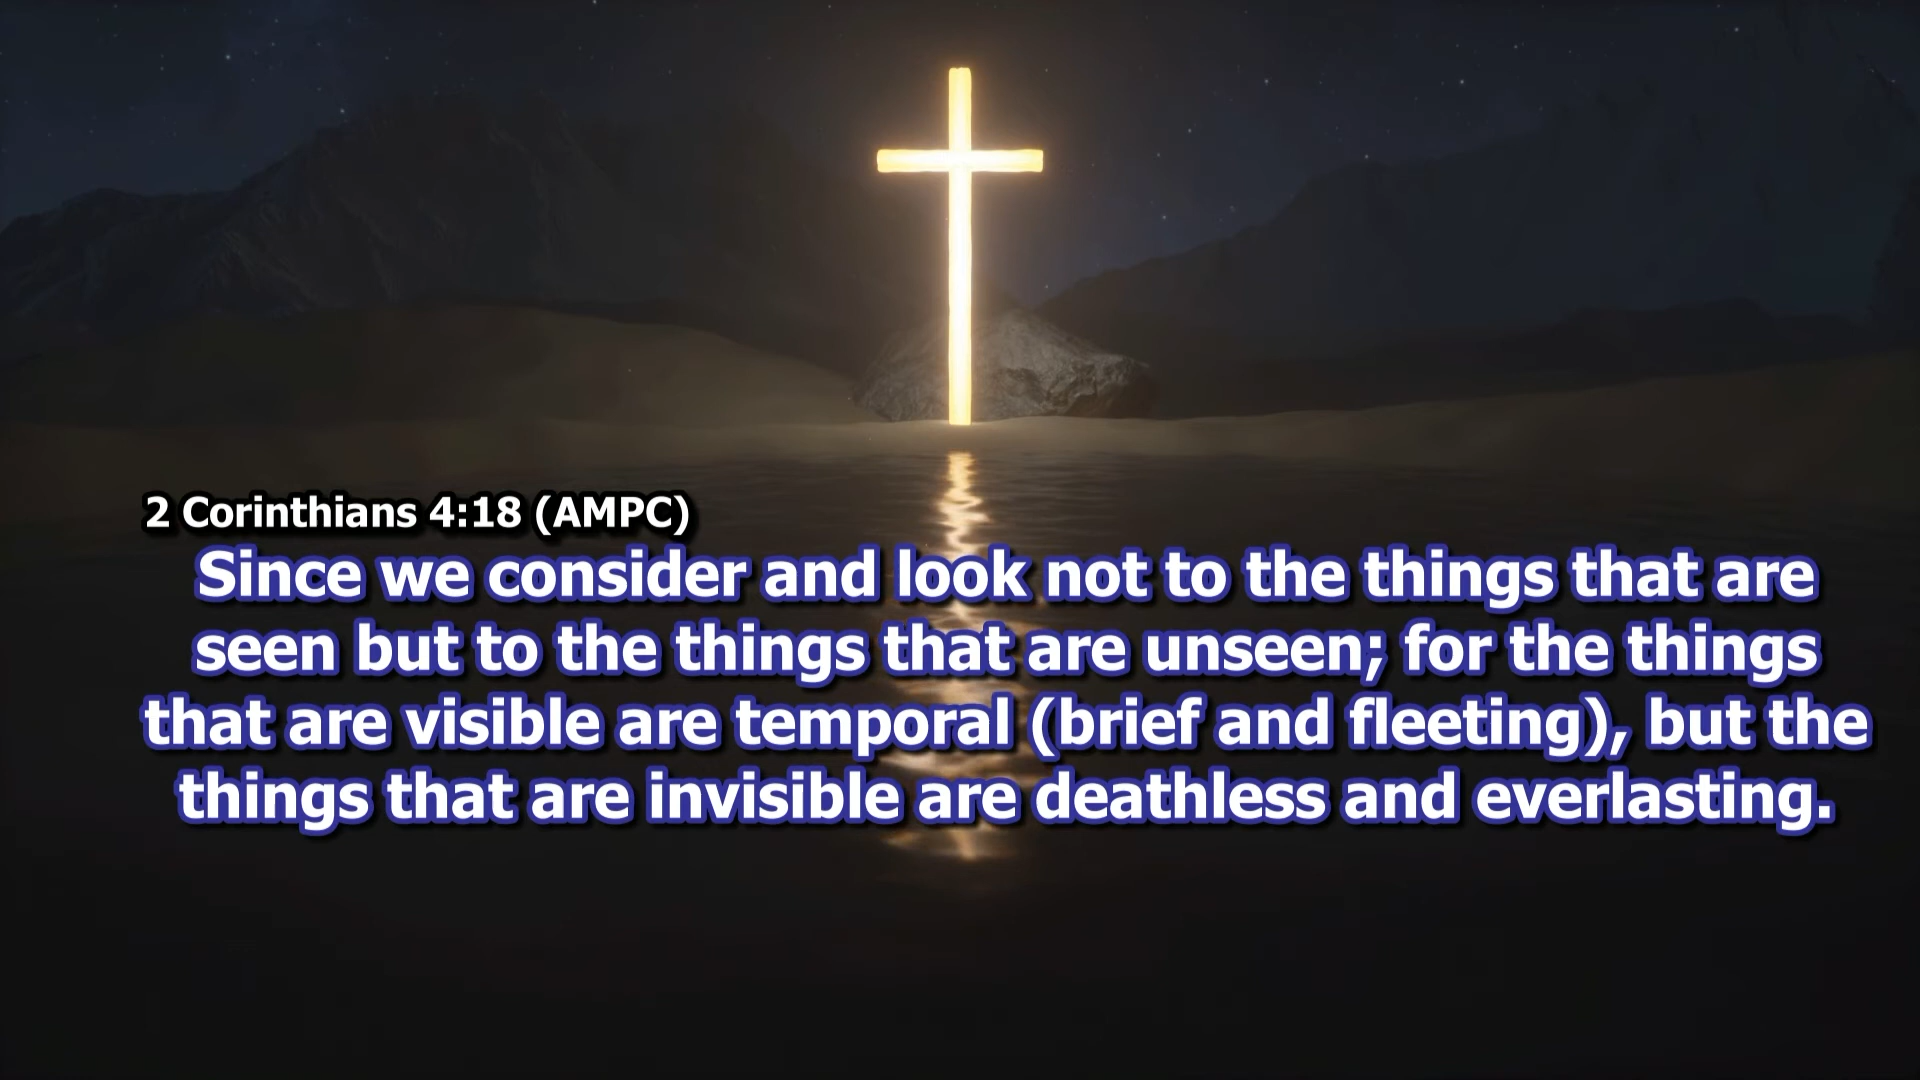 2 Corinthians 4:18 (AMPC)
Since we consider and look not to the things that are
seen but to the things that are unseen; for the things
that are visible are temporal (brief and fleeting), but the
things that are invisible are deathless and everlasting.